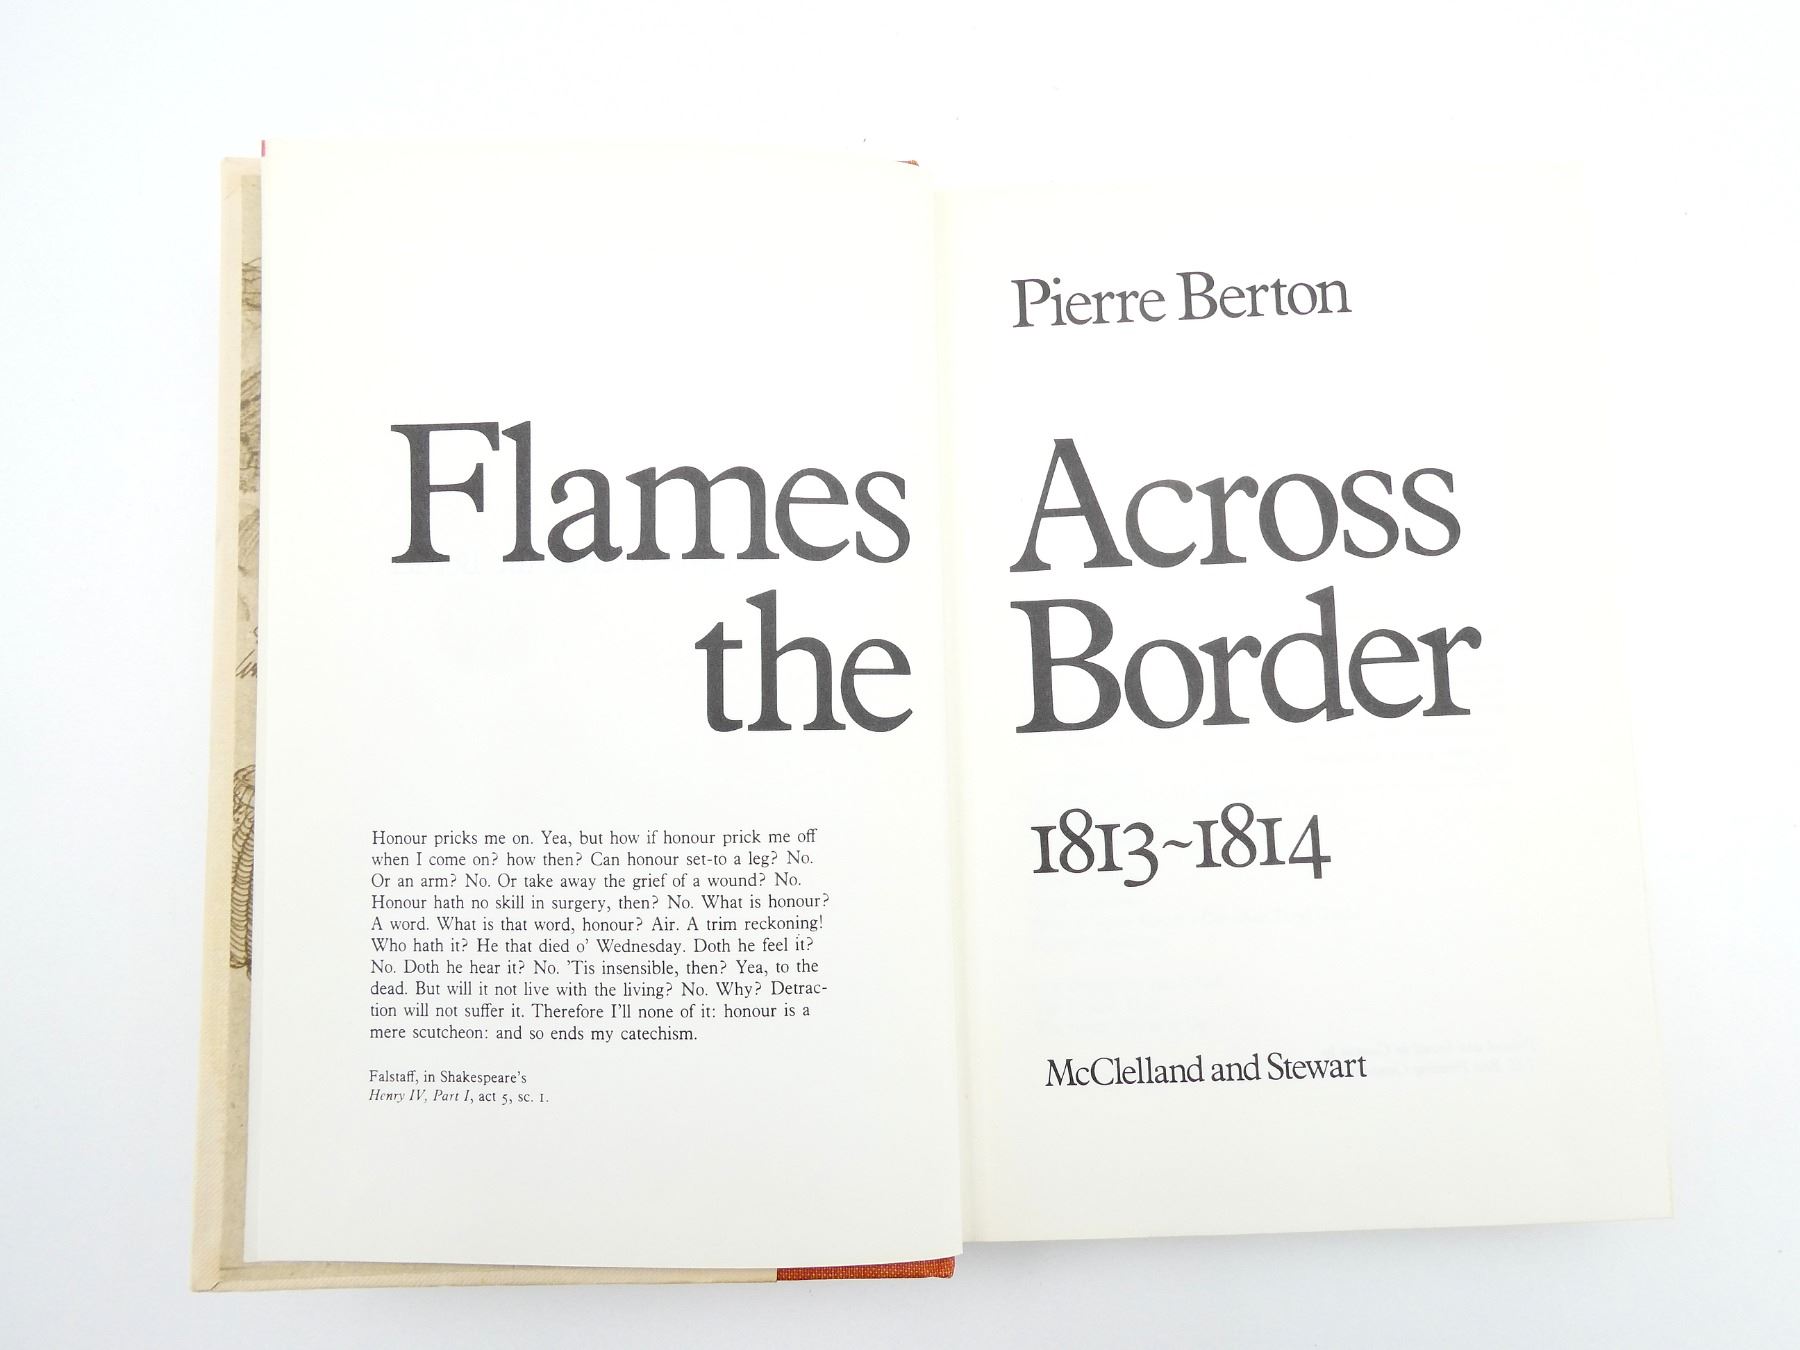 Flames
the
Honour pricks me on. Yea, but how if honour prick me off
when I come on? how then? Can honour set-to a leg? No.
Or an arm? No. Or take away the grief of a wound? No.
Honour hath no skill in surgery, then? No. What is honour?
A word. What is that word, honour? Air. A trim reckoning!
Who hath it? He that died o' Wednesday. Doth he feel it?
No. Doth he hear it? No. 'Tis insensible, then? Yea, to the
dead. But will it not live with the living? No. Why? Detrac-
tion will not suffer it. Therefore I'll none of it: honour is a
mere scutcheon: and so ends my catechism.
Falstaff, in Shakespeare's
Henry IV, Part I, act 5, sc. 1.
Pierre Berton
Across
Border
1813~1814
McClelland and Stewart